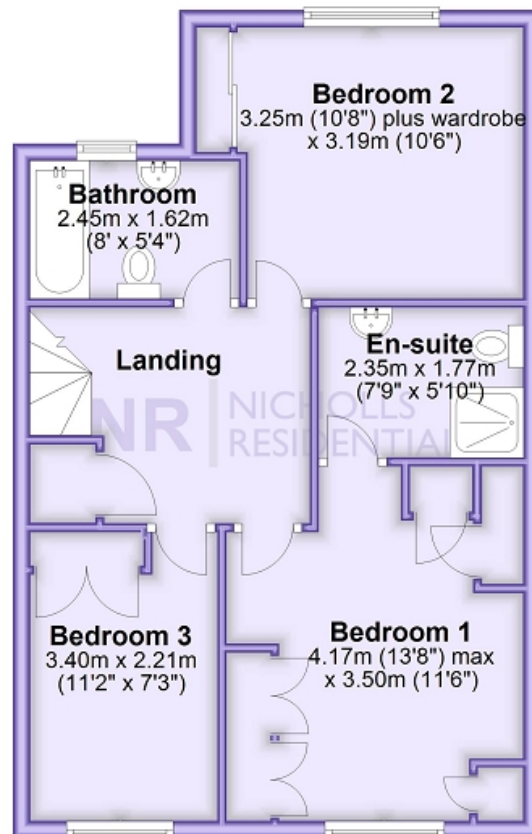 Bedroom 2
3.25m (10'8") plus wardrobe
x 3.19m (10'6")
Bathroom
2.45m x 1.62m
(8' x 5'4")
En-suite
2.35m x 1.77m
(7'9" x 5'10")
Landing
NR NICHOLLS
RESIDENTIAL
Bedroom 3
3.40m x 2.21m
(11'2" x 7'3")
Bedroom 1
4.17m (13'8") max
x 3.50m (11'6")